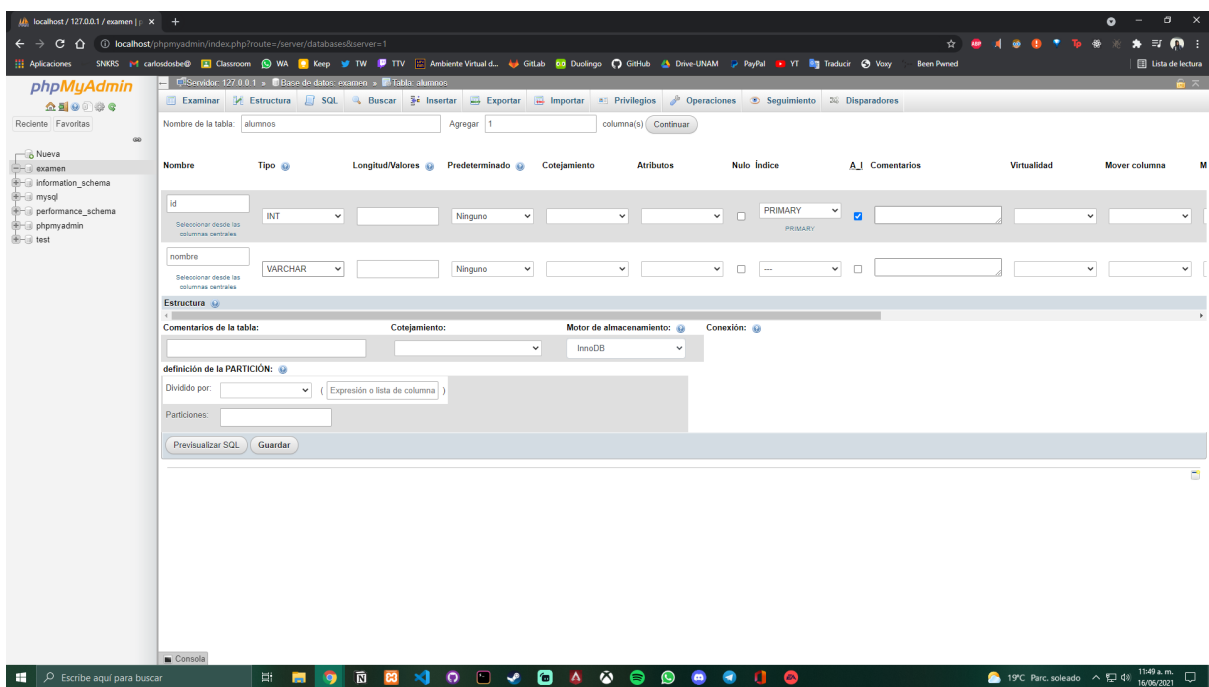 localhost / 127.0.0.1 / examen | p
localhost/phpmyadmin/index.php?route=/server/databases&server=1
Aplicaciones SNKRS carlosdosbe@ Classroom WA Keep TW TTV Ambiente Virtual d... GitLab Duolingo GitHub Drive-UNAM PayPal YT Traducir Voxy Been Pwned Lista de lectura
phpMyAdmin
Reciente Favoritas
Nueva
examen
information_schema
mysql
performance_schema
phpmyadmin
test
Servidor: 127.0.0.1 » Base de datos: examen » Tabla: alumnos
Examinar Estructura SQL Buscar Insertar Exportar Importar Privilegios Operaciones Seguimiento Disparadores
Nombre de la tabla: alumnos Agregar 1 columna(s) Continuar
Nombre Tipo Longitud/Valores Predeterminado Cotejamiento Atributos Nulo Índice A_I Comentarios Virtualidad Mover columna M
id INT Ninguno PRIMARY
Seleccionar desde las columnas centrales PRIMARY
nombre VARCHAR Ninguno ---
Seleccionar desde las columnas centrales
Estructura
Comentarios de la tabla: Cotejamiento: Motor de almacenamiento: Conexión:
InnoDB
definición de la PARTICIÓN:
Dividido por: ( Expresión o lista de columna )
Particiones:
Previsualizar SQL Guardar
Consola
Escribe aquí para buscar
19°C Parc. soleado
11:49 a. m.
16/06/2021